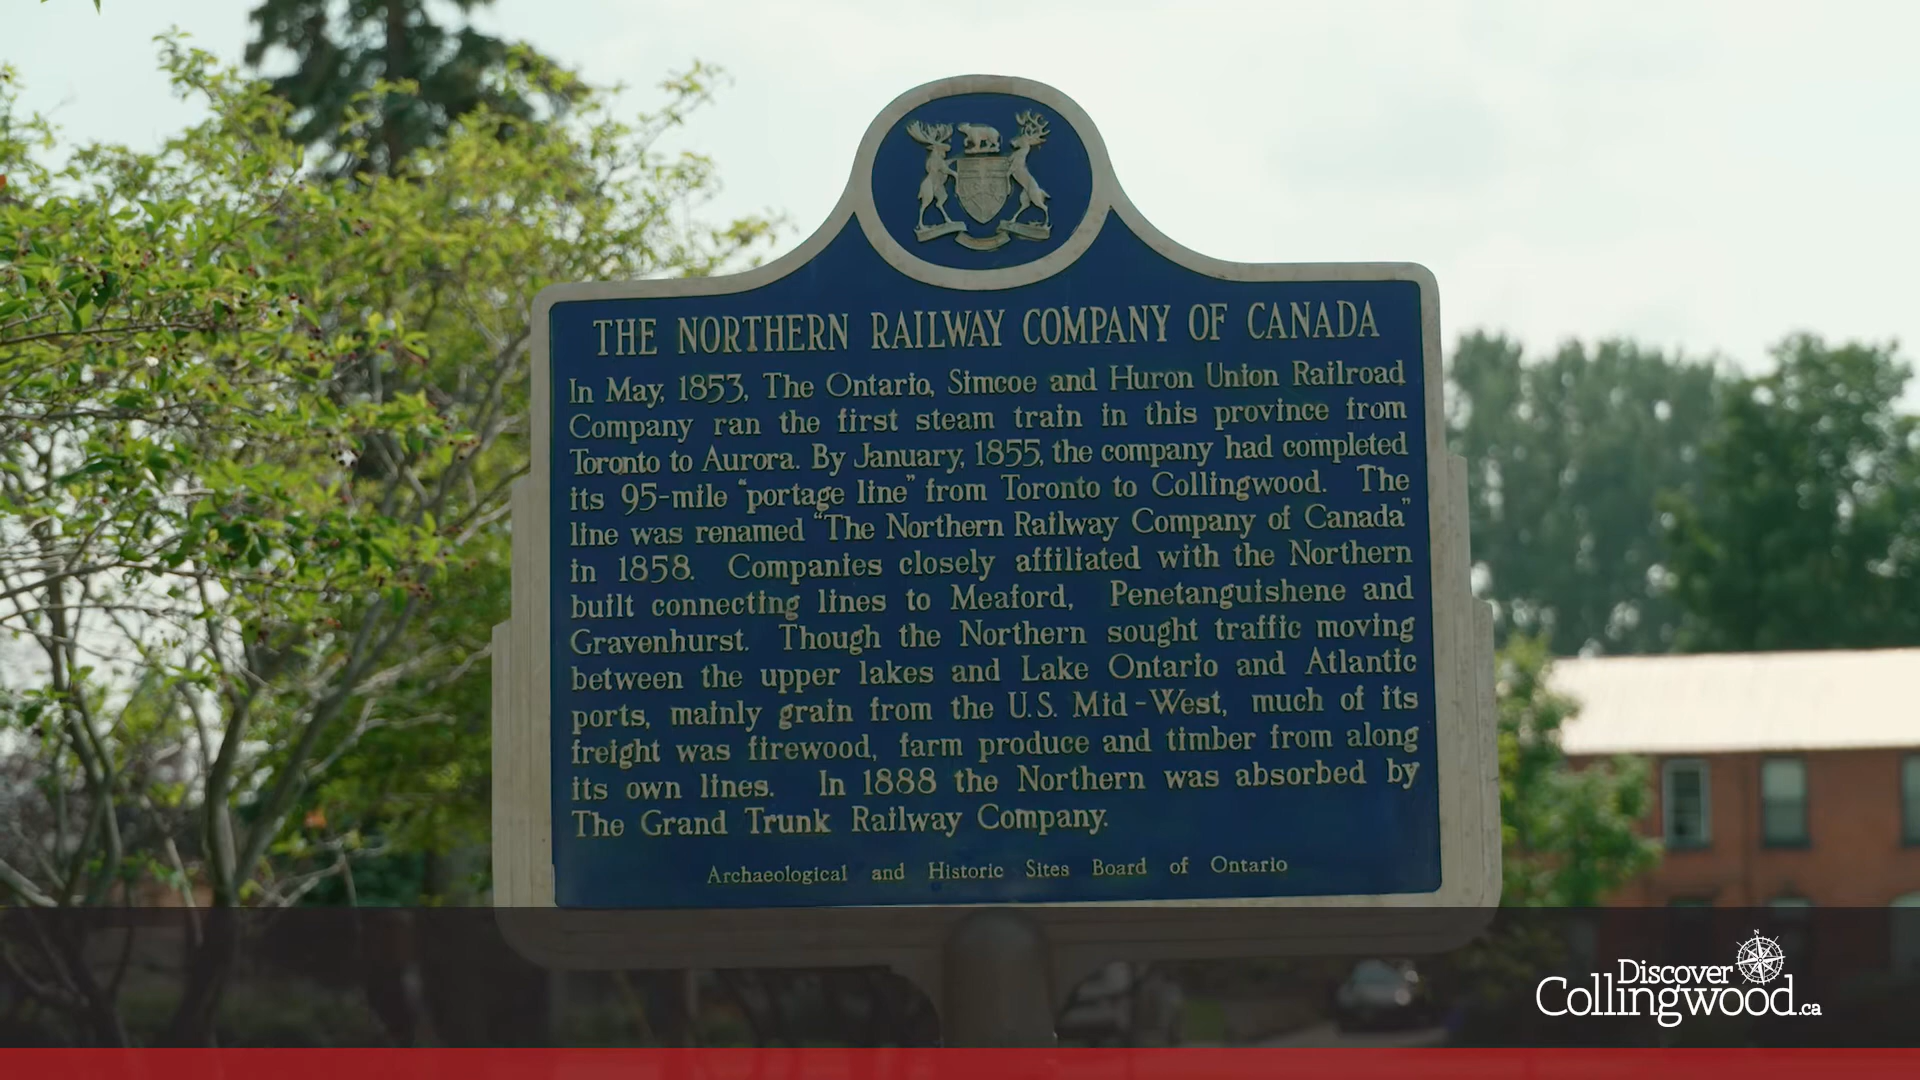 THE NORTHERN RAILWAY COMPANY OF CANADA
In May, 1853, The Ontario, Simcoe and Huron Union Railroad
Company ran the first steam train in this province from
Toronto to Aurora. By January, 1855, the company had completed
its 95-mile "portage line" from Toronto to Collingwood. The
line was renamed "The Northern Railway Company of Canada"
in 1858. Companies closely affiliated with the Northern
built connecting lines to Meaford, Penetanguishene and
Gravenhurst. Though the Northern sought traffic moving
between the upper lakes and Lake Ontario and Atlantic
ports, mainly grain from the U.S. Mid-West, much of its
freight was firewood, farm produce and timber from along
its own lines. In 1888 the Northern was absorbed by
The Grand Trunk Railway Company.
Archaeological and Historic Sites Board of Ontario
N
Discover
Collingwood.ca